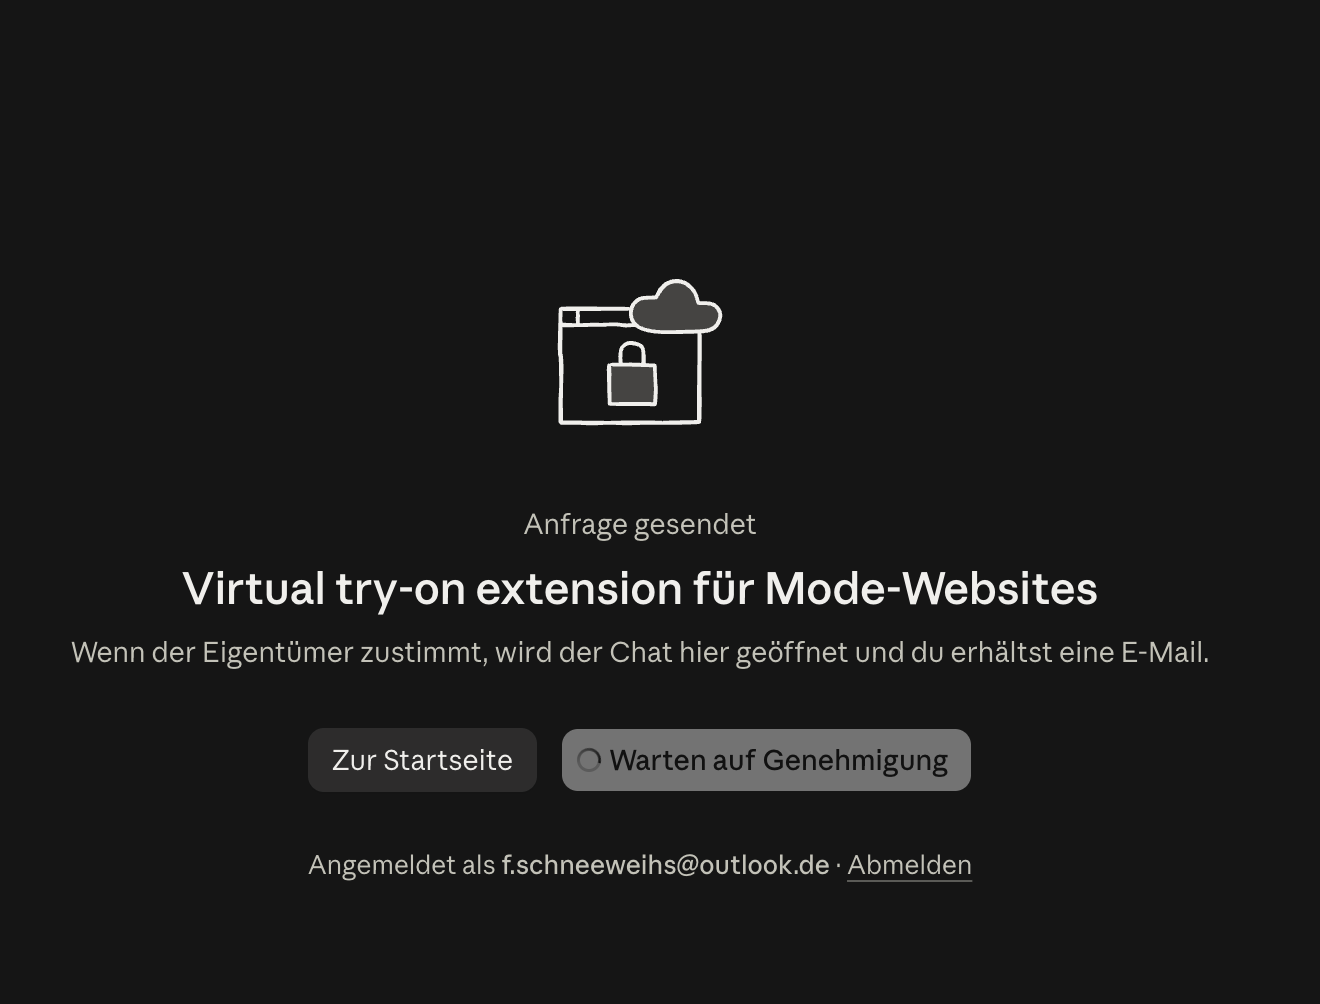 Anfrage gesendet
Virtual try-on extension für Mode-Websites
Wenn der Eigentümer zustimmt, wird der Chat hier geöffnet und du erhältst eine E-Mail.
Zur Startseite
Warten auf Genehmigung
Angemeldet als f.schneeweihs@outlook.de · Abmelden